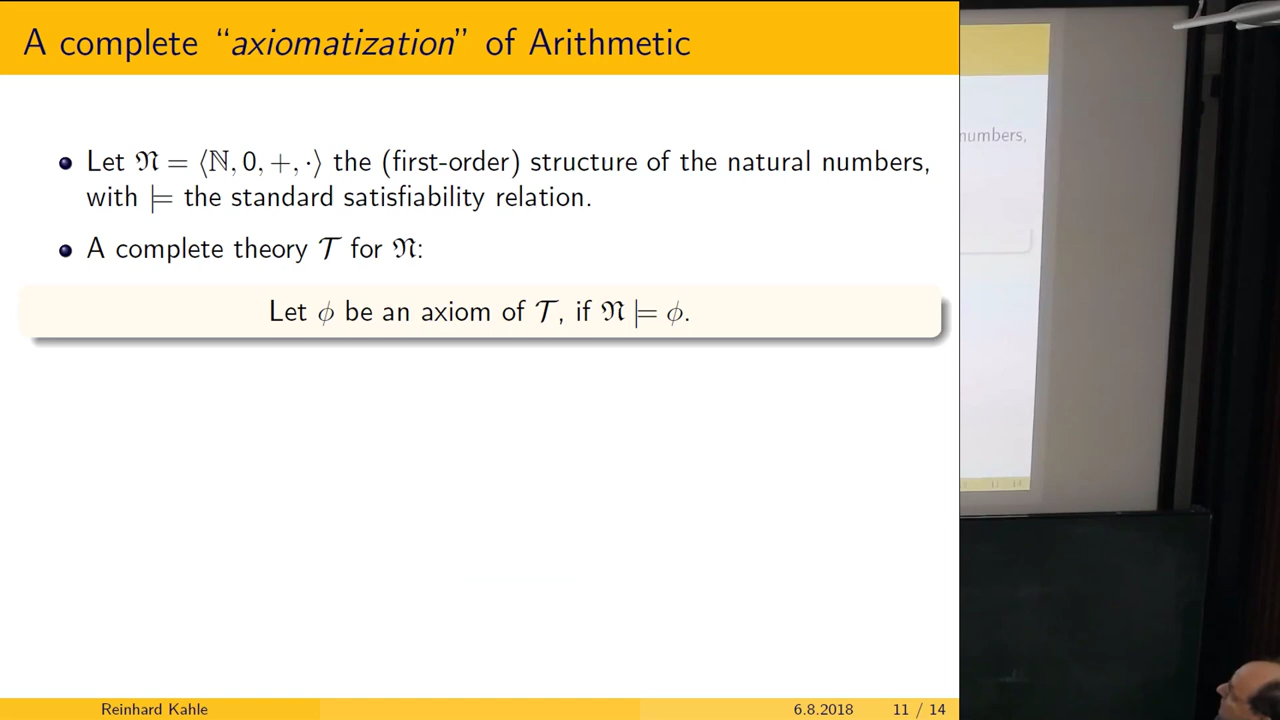 A complete “axiomatization” of Arithmetic
Let 𝔑 = ⟨ℕ, 0, +, ·⟩ the (first-order) structure of the natural numbers,
with ⊨ the standard satisfiability relation.
A complete theory 𝒯 for 𝔑:
Let ϕ be an axiom of 𝒯, if 𝔑 ⊨ ϕ.
Reinhard Kahle 6.8.2018 11 / 14
numbers,